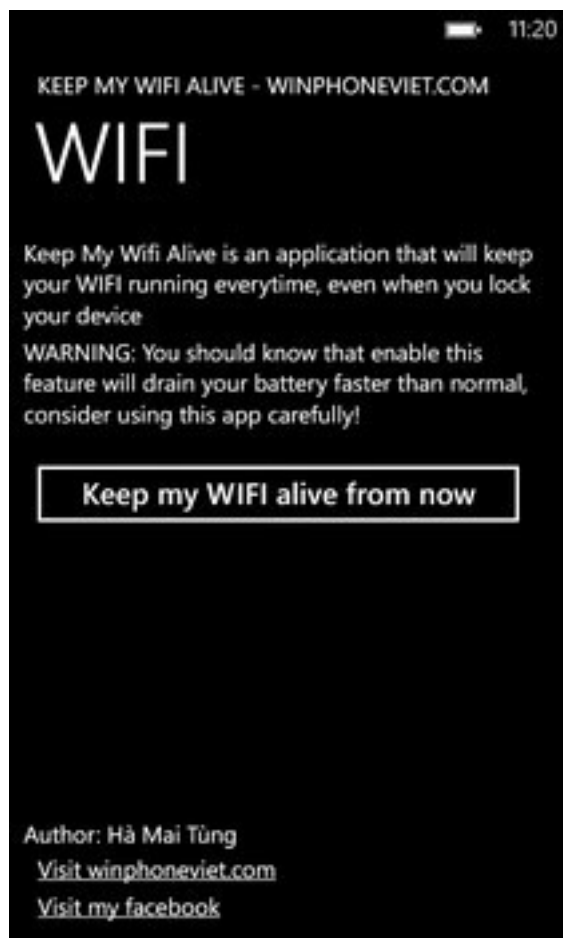 11:20
KEEP MY WIFI ALIVE - WINPHONEVIET.COM
WIFI
Keep My Wifi Alive is an application that will keep
your WIFI running everytime, even when you lock
your device
WARNING: You should know that enable this
feature will drain your battery faster than normal,
consider using this app carefully!
Keep my WIFI alive from now
Author: Hà Mai Tùng
Visit winphoneviet.com
Visit my facebook